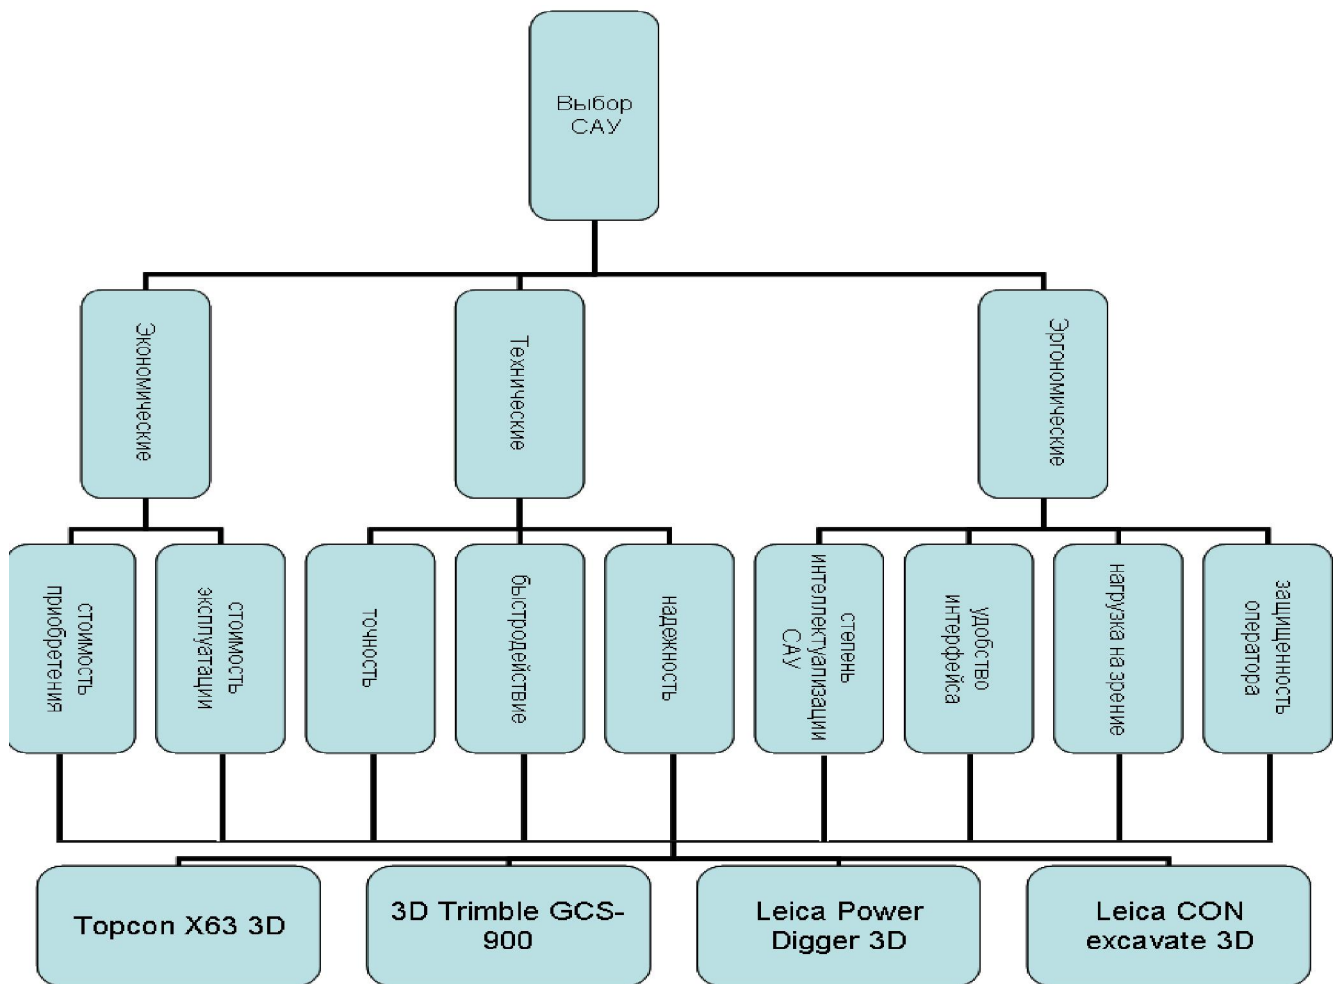 Выбор
САУ
Экономические
Технические
Эргономические
стоимость
приобретения
стоимость
эксплуатации
точность
быстродействие
надежность
степень
интеллектуализации
САУ
удобство
интерфейса
нагрузка на зрение
защищенность
оператора
Topcon X63 3D
3D Trimble GCS-
900
Leica Power
Digger 3D
Leica CON
excavate 3D